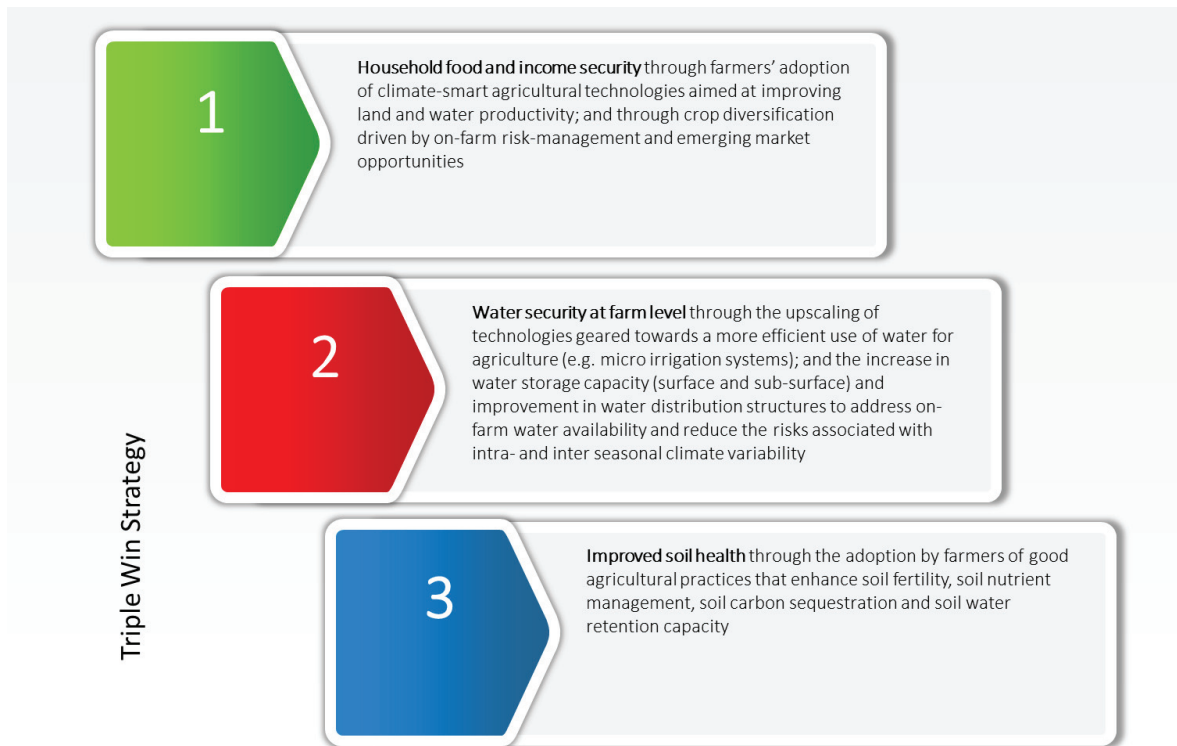 1
Household food and income security through farmers’ adoption
of climate-smart agricultural technologies aimed at improving
land and water productivity; and through crop diversification
driven by on-farm risk-management and emerging market
opportunities
2
Water security at farm level through the upscaling of
technologies geared towards a more efficient use of water for
agriculture (e.g. micro irrigation systems); and the increase in
water storage capacity (surface and sub-surface) and
improvement in water distribution structures to address on-
farm water availability and reduce the risks associated with
intra- and inter seasonal climate variability
Triple Win Strategy
3
Improved soil health through the adoption by farmers of good
agricultural practices that enhance soil fertility, soil nutrient
management, soil carbon sequestration and soil water
retention capacity